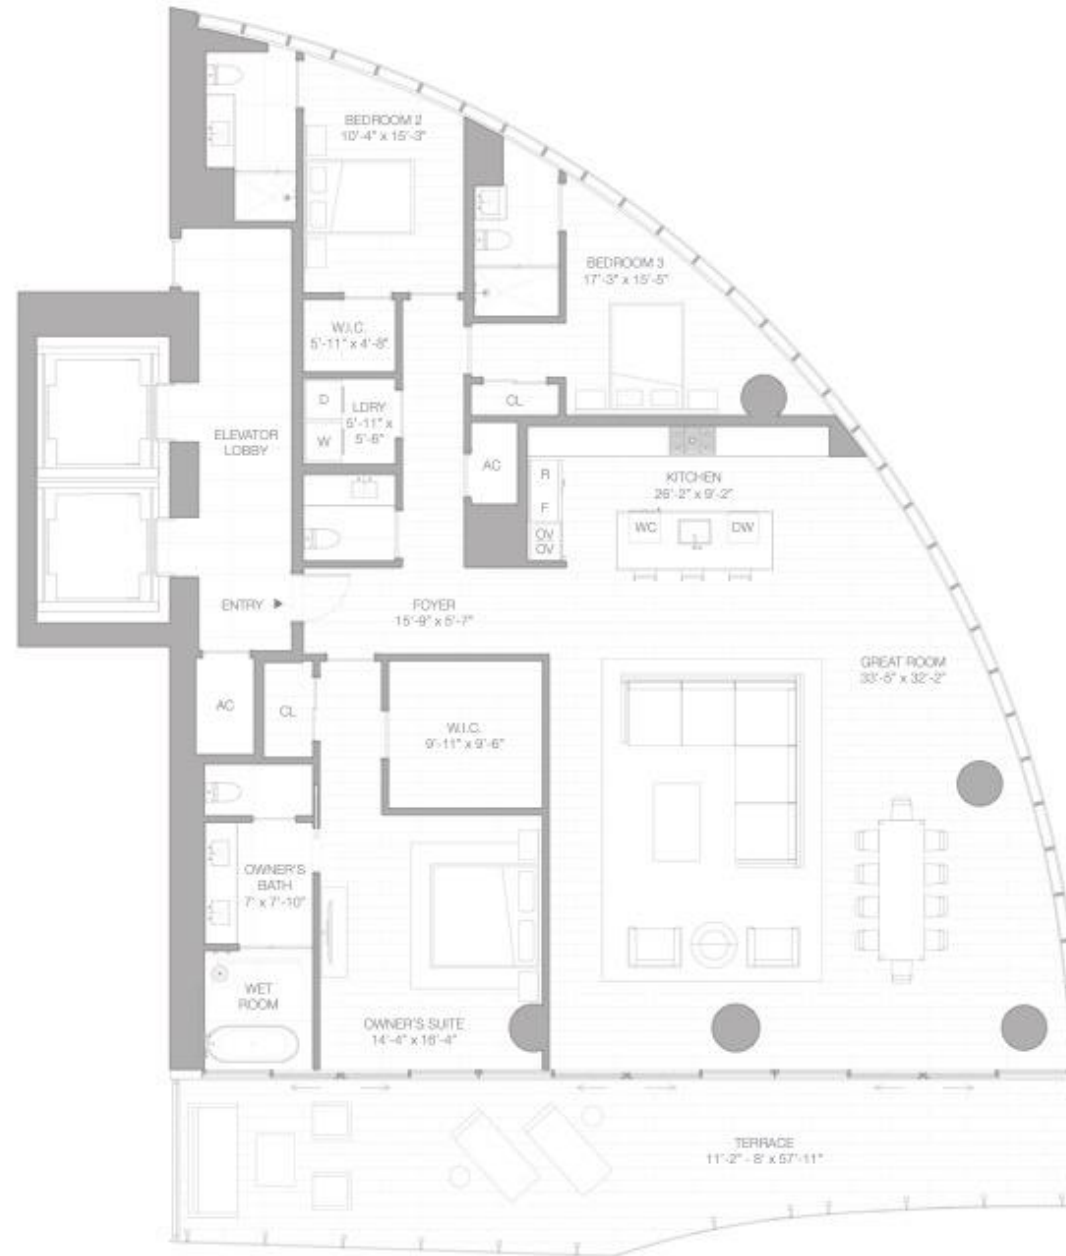 BEDROOM 2
10'-4" x 15'-3"
BEDROOM 3
17'-3" x 15'-5"
W.I.C.
5'-11" x 4'-8"
D
W
LDRY
5'-11" x
5'-6"
CL
ELEVATOR
LOBBY
AC
R
F
OV
OV
KITCHEN
26'-2" x 9'-2"
WC
DW
ENTRY
FOYER
15'-9" x 5'-7"
GREAT ROOM
33'-5" x 32'-2"
AC
CL
W.I.C.
9'-11" x 9'-6"
OWNER'S
BATH
7' x 7'-10"
WET
ROOM
OWNER'S SUITE
14'-4" x 16'-4"
TERRACE
11'-2" - 8' x 57'-11"